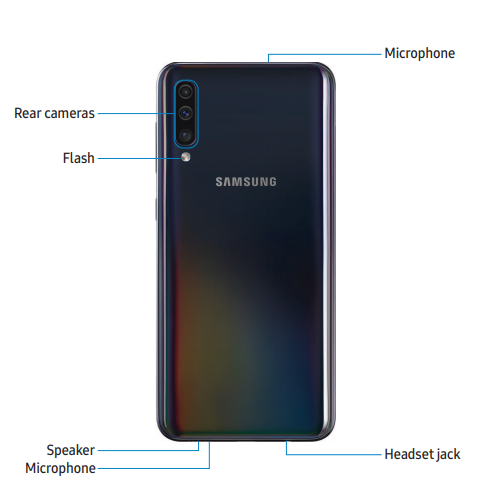 Microphone
Rear cameras
Flash
SAMSUNG
Speaker
Microphone
Headset jack